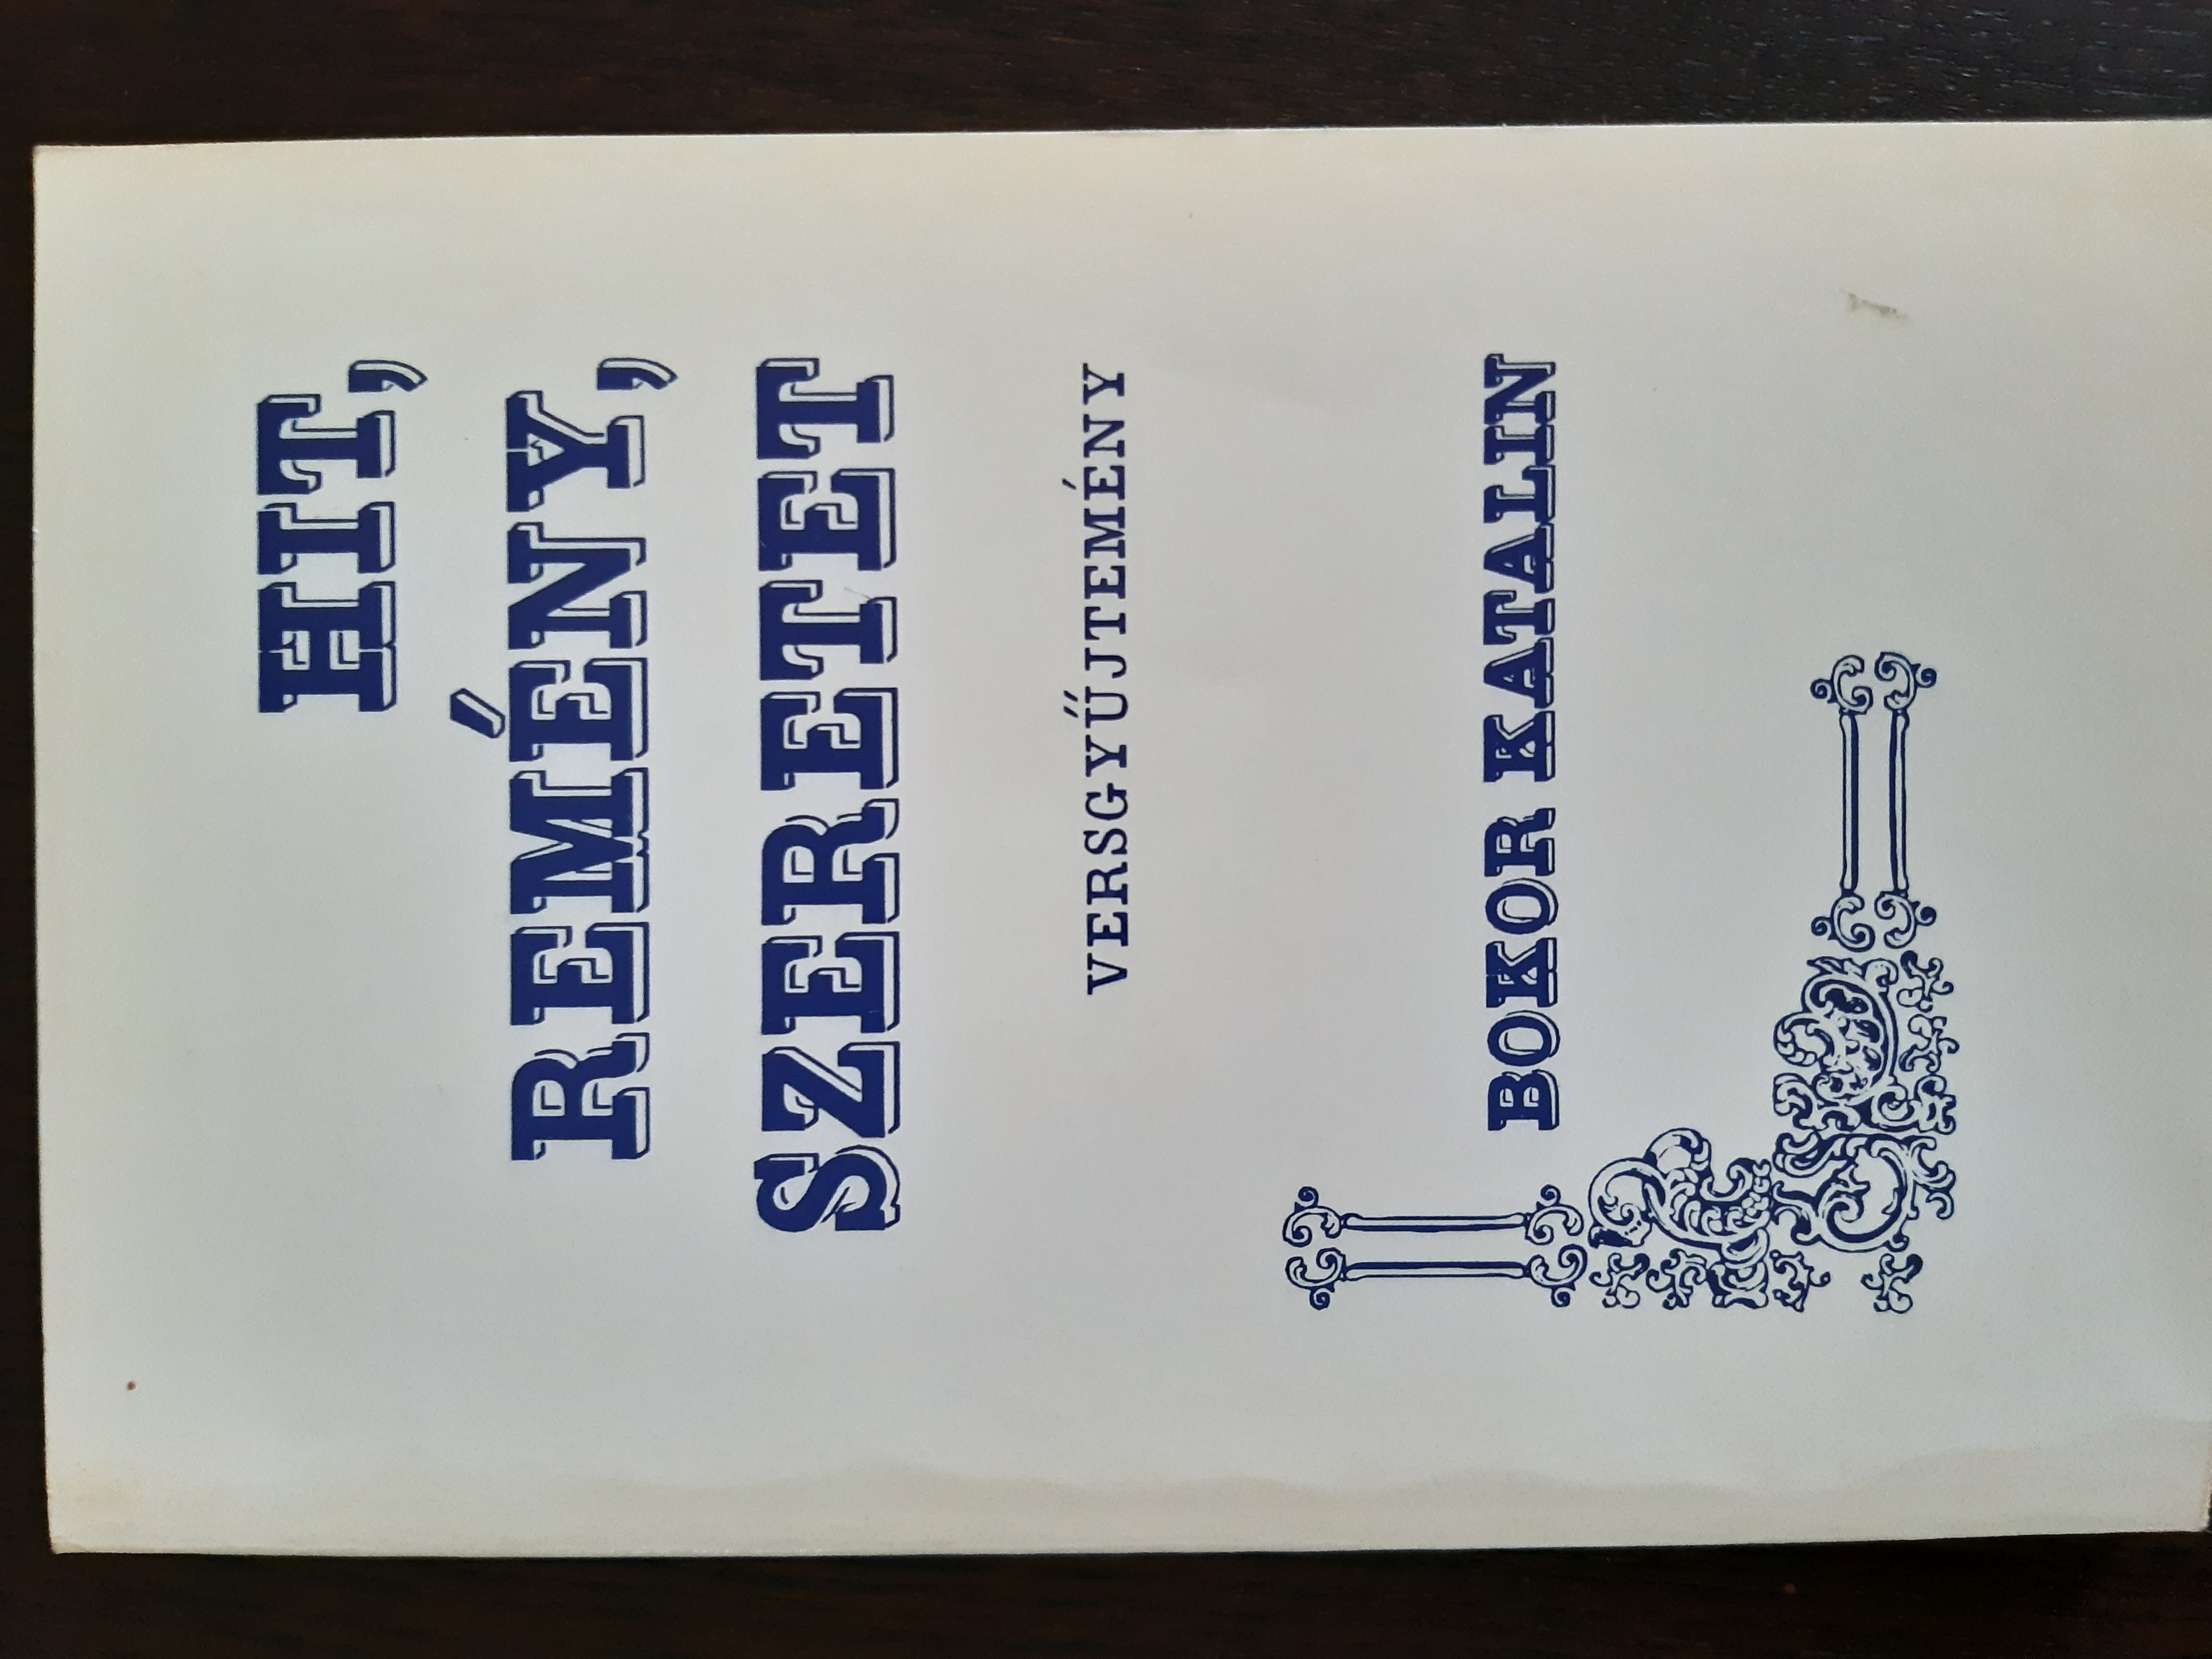 HIT,
REMÉNY,
SZERETET
VERSGYŰJTEMÉNY
BOKOR KATALIN